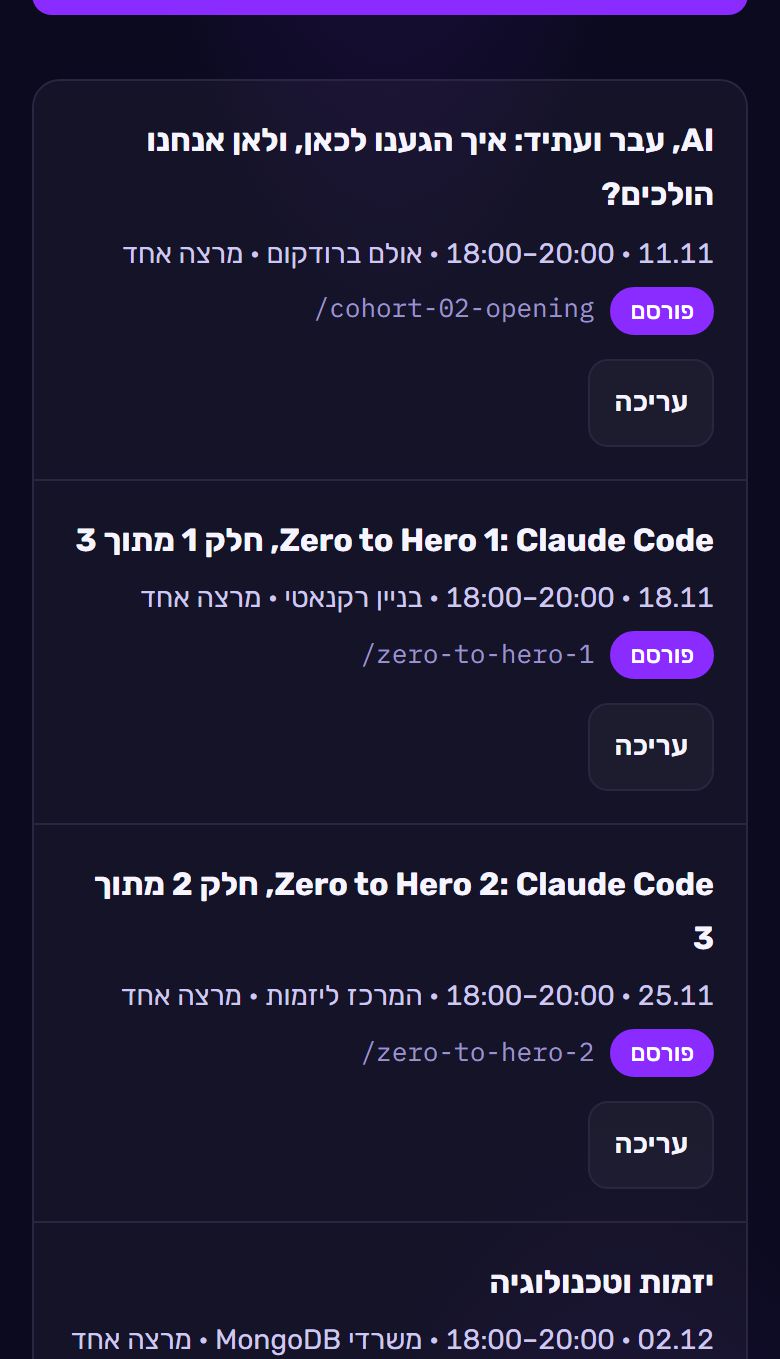 AI, עבר ועתיד: איך הגענו לכאן, ולאן אנחנו
הולכים?
11.11 • 18:00–20:00 • אולם ברודקום • מרצה אחד
פורסם /cohort-02-opening
עריכה
Zero to Hero 1: Claude Code, חלק 1 מתוך 3
18.11 • 18:00–20:00 • בניין רקנאטי • מרצה אחד
פורסם /zero-to-hero-1
עריכה
Zero to Hero 2: Claude Code, חלק 2 מתוך
3
25.11 • 18:00–20:00 • המרכז ליזמות • מרצה אחד
פורסם /zero-to-hero-2
עריכה
יזמות וטכנולוגיה
02.12 • 18:00–20:00 • משרדי MongoDB • מרצה אחד